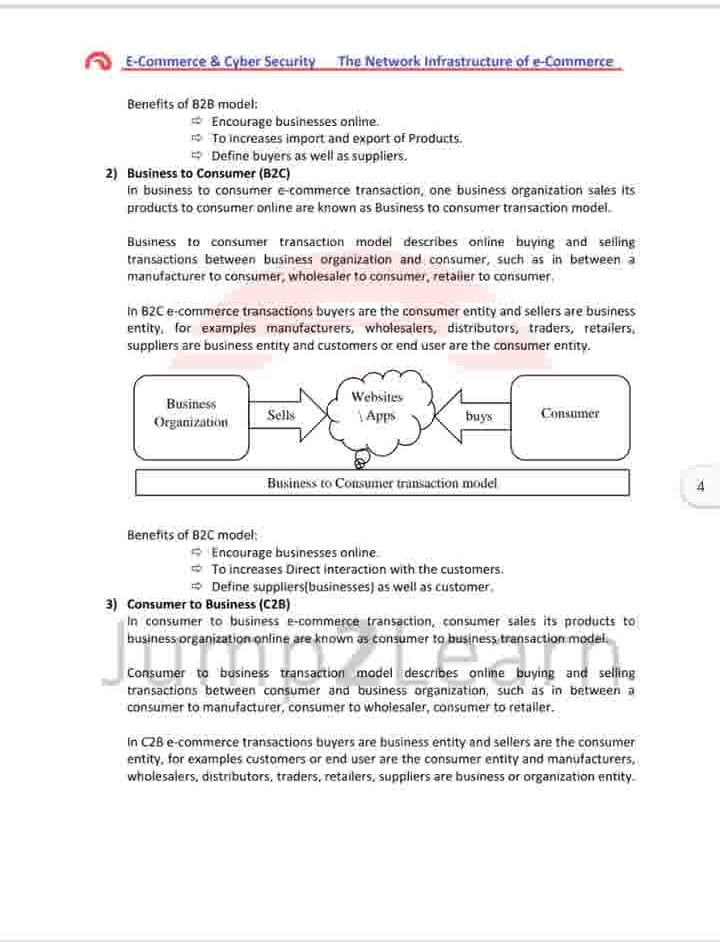 E-Commerce & Cyber Security The Network Infrastructure of e-Commerce
Benefits of B2B model:
⇨ Encourage businesses online.
⇨ To increases import and export of Products.
⇨ Define buyers as well as suppliers.
2) Business to Consumer (B2C)
In business to consumer e-commerce transaction, one business organization sales its
products to consumer online are known as Business to consumer transaction model.
Business to consumer transaction model describes online buying and selling
transactions between business organization and consumer, such as in between a
manufacturer to consumer, wholesaler to consumer, retailer to consumer.
In B2C e-commerce transactions buyers are the consumer entity and sellers are business
entity, for examples manufacturers, wholesalers, distributors, traders, retailers,
suppliers are business entity and customers or end user are the consumer entity.
Business
Organization
Sells
Websites
\ Apps
buys
Consumer
Business to Consumer transaction model
4
Benefits of B2C model:
⇨ Encourage businesses online.
⇨ To increases Direct interaction with the customers.
⇨ Define suppliers(businesses) as well as customer.
3) Consumer to Business (C2B)
In consumer to business e-commerce transaction, consumer sales its products to
business organization online are known as consumer to business transaction model.
Jump2Learn
Consumer to business transaction model describes online buying and selling
transactions between consumer and business organization, such as in between a
consumer to manufacturer, consumer to wholesaler, consumer to retailer.
In C2B e-commerce transactions buyers are business entity and sellers are the consumer
entity, for examples customers or end user are the consumer entity and manufacturers,
wholesalers, distributors, traders, retailers, suppliers are business or organization entity.